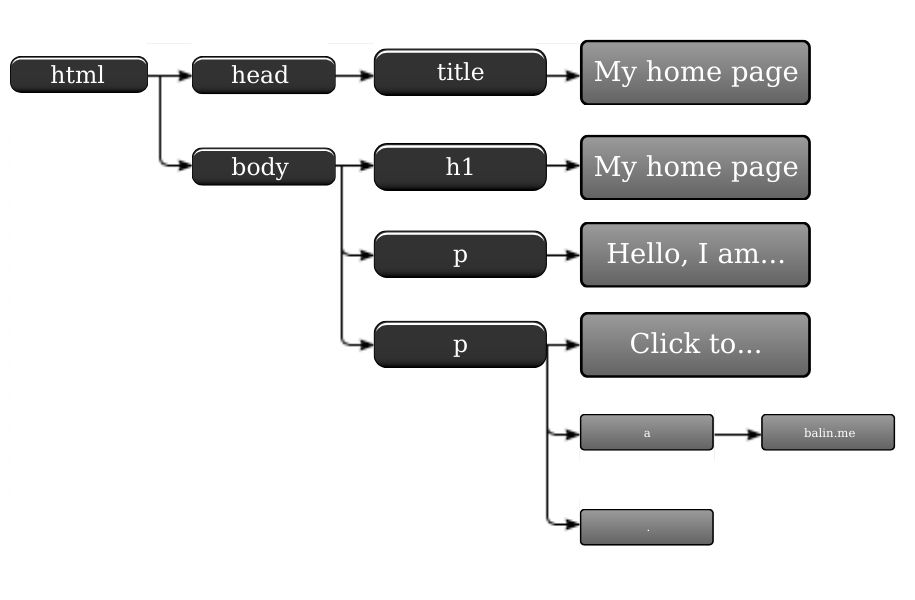 html
head
title
My home page
body
h1
My home page
p
Hello, I am...
p
Click to...
a
balin.me
.